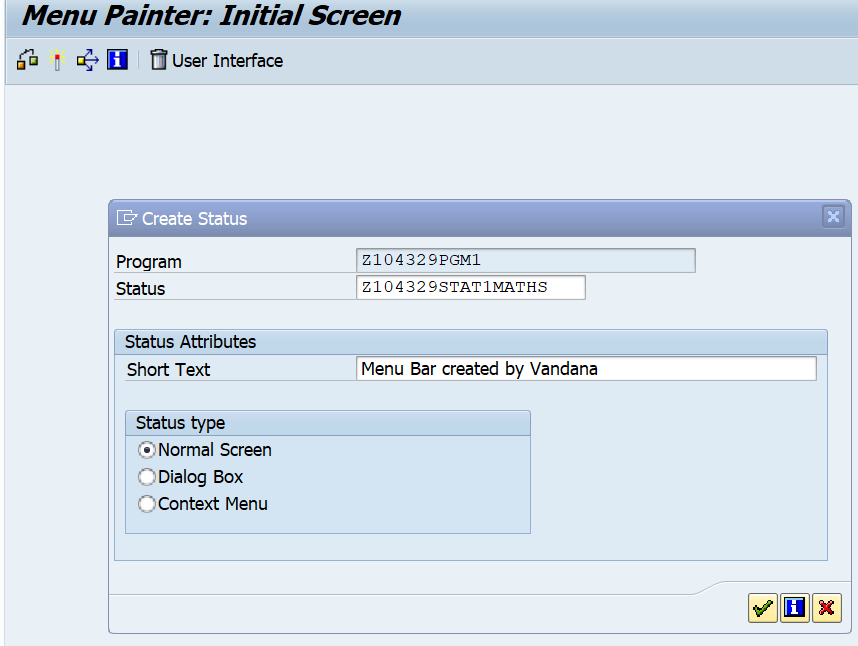 Menu Painter: Initial Screen
User Interface
Create Status
Program Z104329PGM1
Status Z104329STAT1MATHS
Status Attributes
Short Text Menu Bar created by Vandana
Status type
Normal Screen
Dialog Box
Context Menu